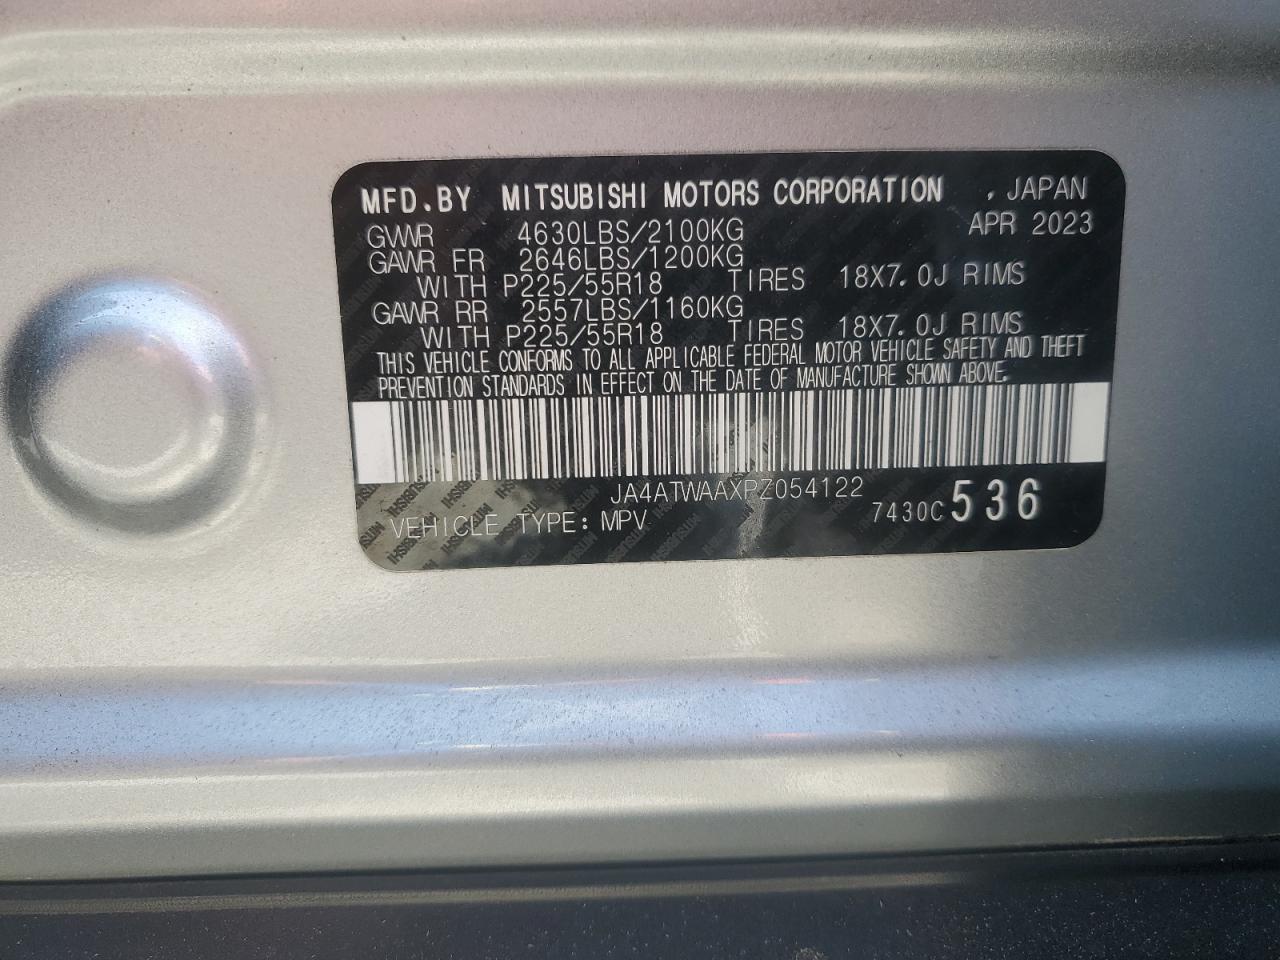 MFD.BY MITSUBISHI MOTORS CORPORATION , JAPAN
GVWR 4630LBS/2100KG APR 2023
GAWR FR 2646LBS/1200KG
WITH P225/55R18 TIRES 18X7.0J RIMS
GAWR RR 2557LBS/1160KG
WITH P225/55R18 TIRES 18X7.0J RIMS
THIS VEHICLE CONFORMS TO ALL APPLICABLE FEDERAL MOTOR VEHICLE SAFETY AND THEFT
PREVENTION STANDARDS IN EFFECT ON THE DATE OF MANUFACTURE SHOWN ABOVE.
JA4ATWAAXPZ054122
VEHICLE TYPE: MPV 7430C 536